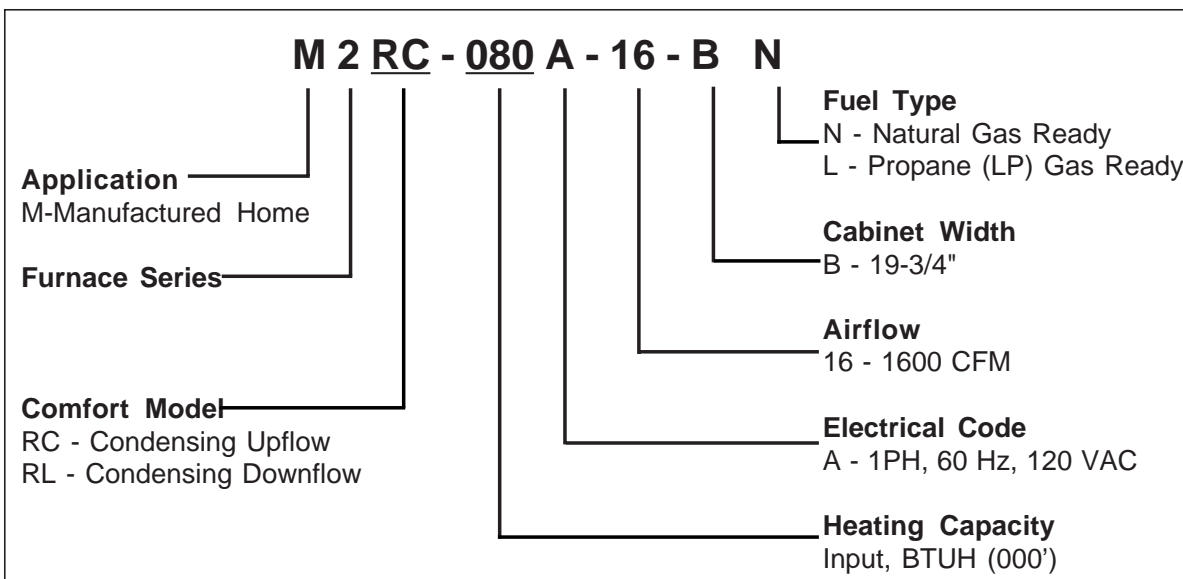 M 2 RC - 080 A - 16 - B N
Application
M-Manufactured Home
Furnace Series
Comfort Model
RC - Condensing Upflow
RL - Condensing Downflow
Fuel Type
N - Natural Gas Ready
L - Propane (LP) Gas Ready
Cabinet Width
B - 19-3/4"
Airflow
16 - 1600 CFM
Electrical Code
A - 1PH, 60 Hz, 120 VAC
Heating Capacity
Input, BTUH (000')